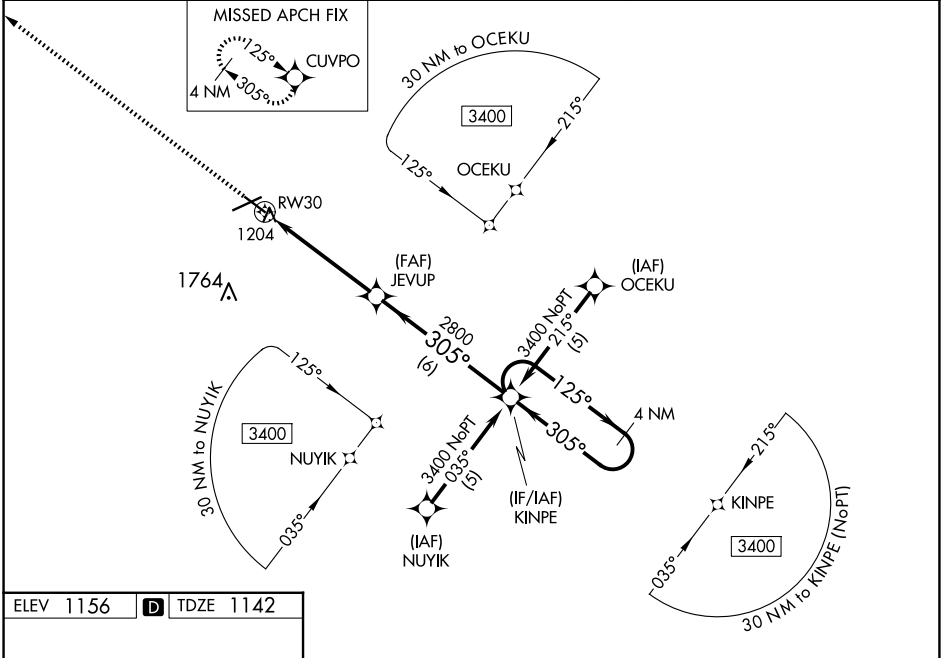 MISSED APCH FIX
125°
CUVPO
4 NM
305°
30 NM to OCEKU
3400
215°
125°
OCEKU
RW30
1204
1764
(FAF)
JEVUP
(IAF)
OCEKU
2800
305°
(6)
3400 NoPT
215°
(5)
125°
4 NM
305°
30 NM to NUYIK
125°
3400
NUYIK
035°
3400 NoPT
035°
(5)
(IAF)
NUYIK
(IF/IAF)
KINPE
215°
KINPE
3400
035°
30 NM to KINPE (NoPT)
ELEV 1156 D TDZE 1142